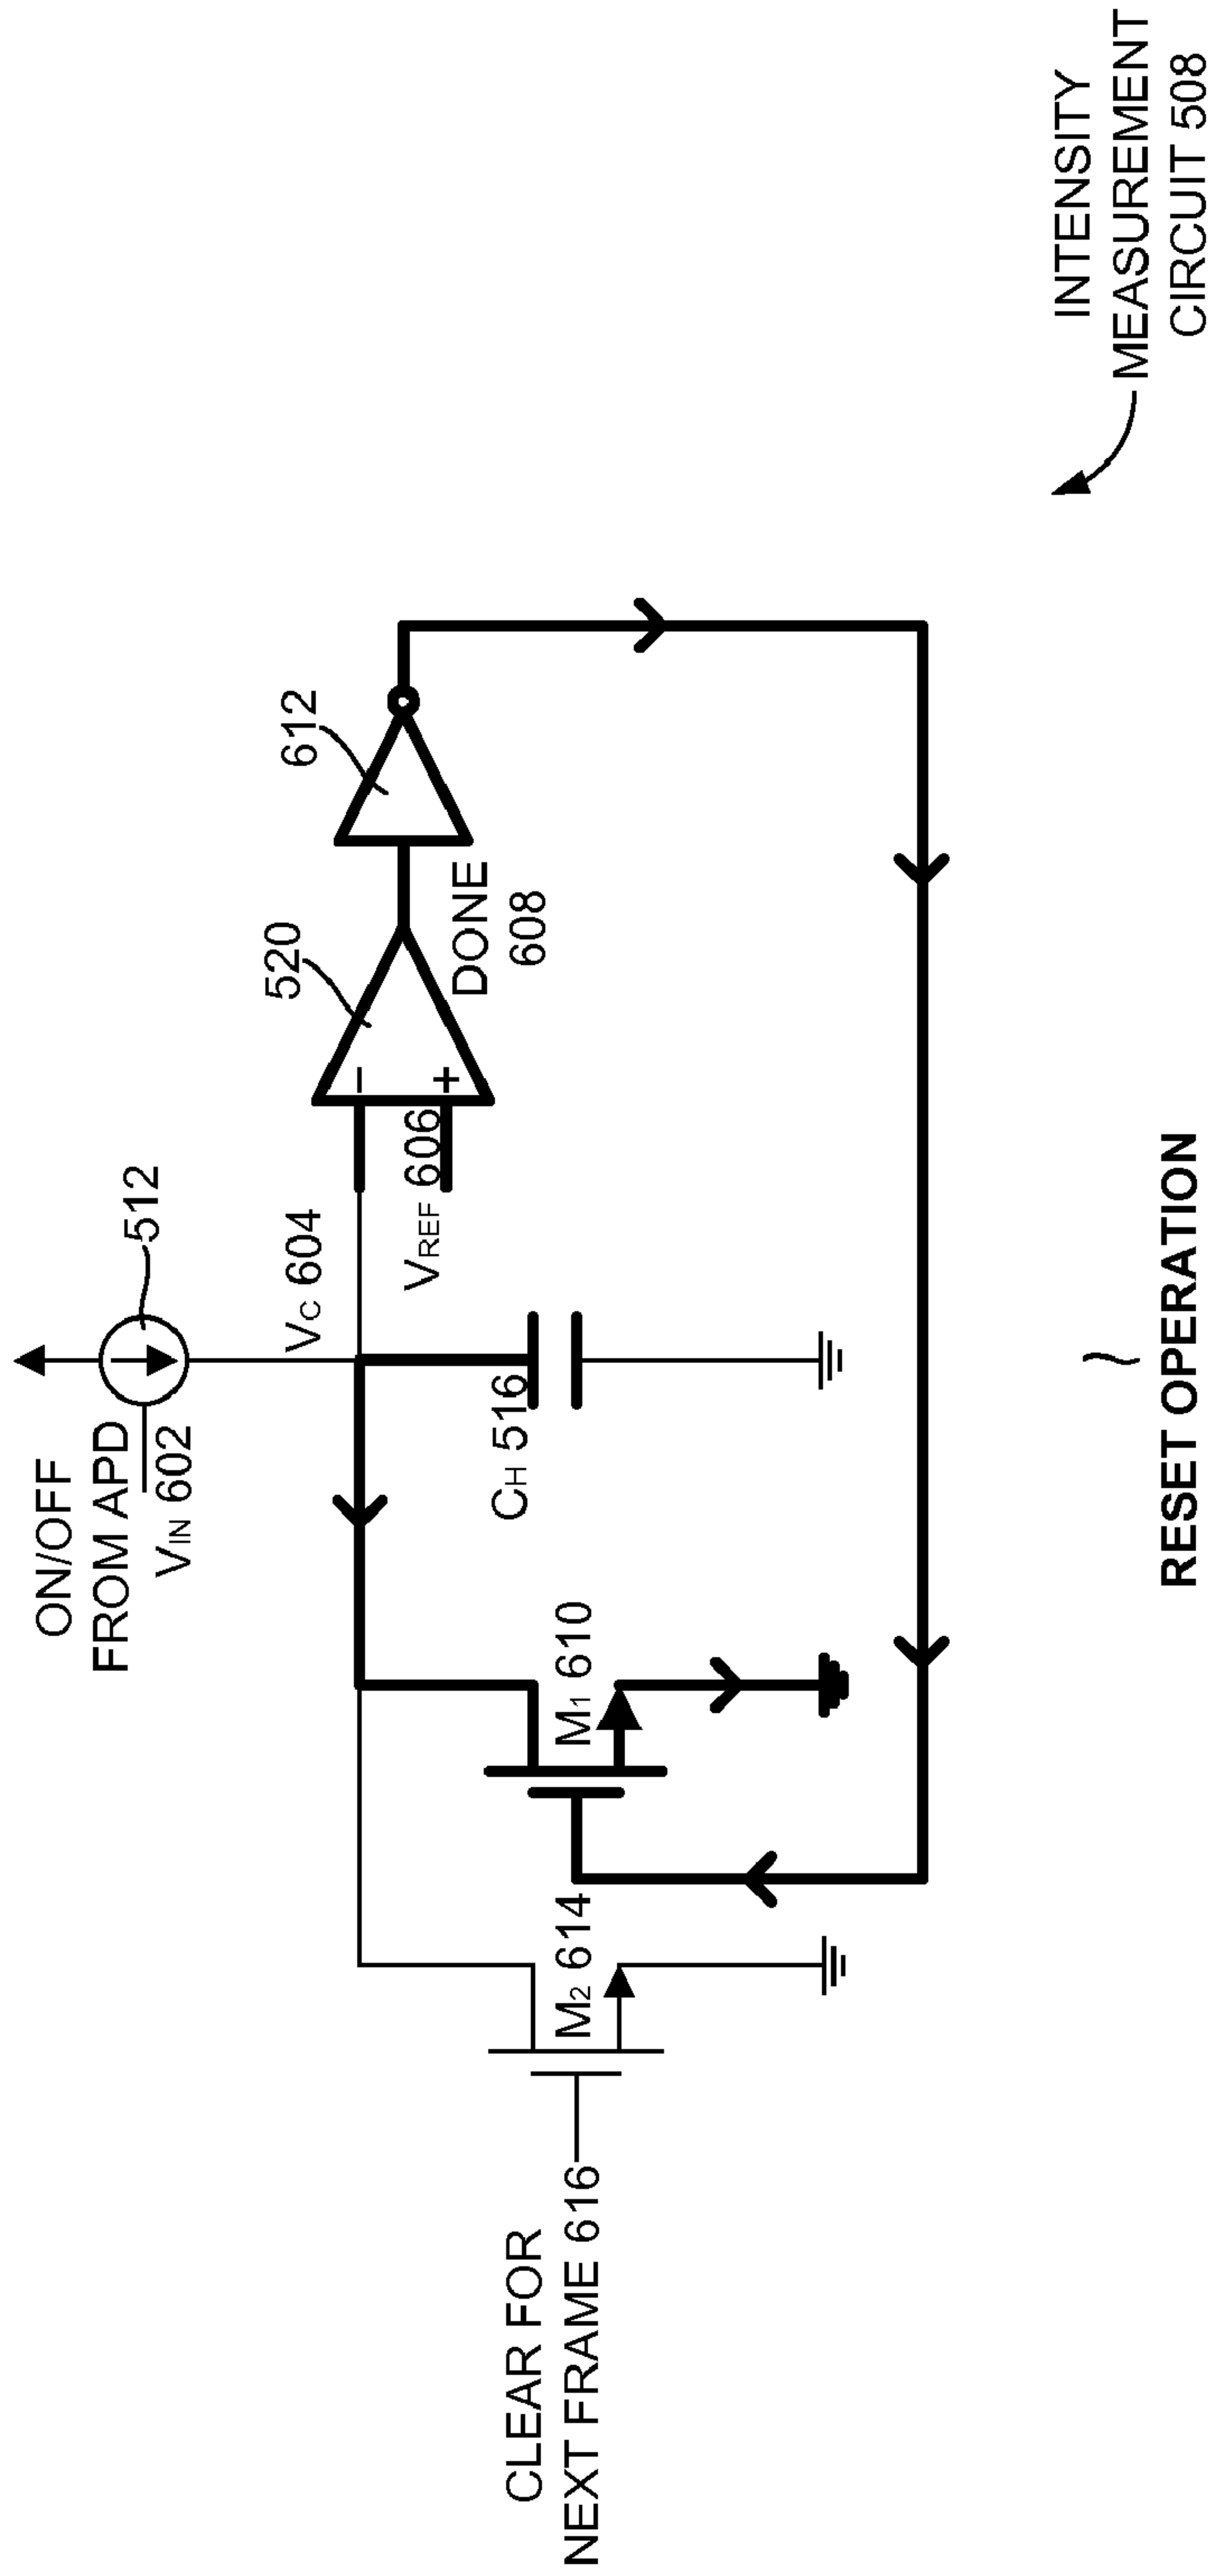 ON/OFF
FROM APD
VIN 602
512
VC 604
VREF 606
520
612
DONE
608
CH 516
M1 610
M2 614
CLEAR FOR
NEXT FRAME 616
−
+
INTENSITY
MEASUREMENT
CIRCUIT 508
RESET OPERATION